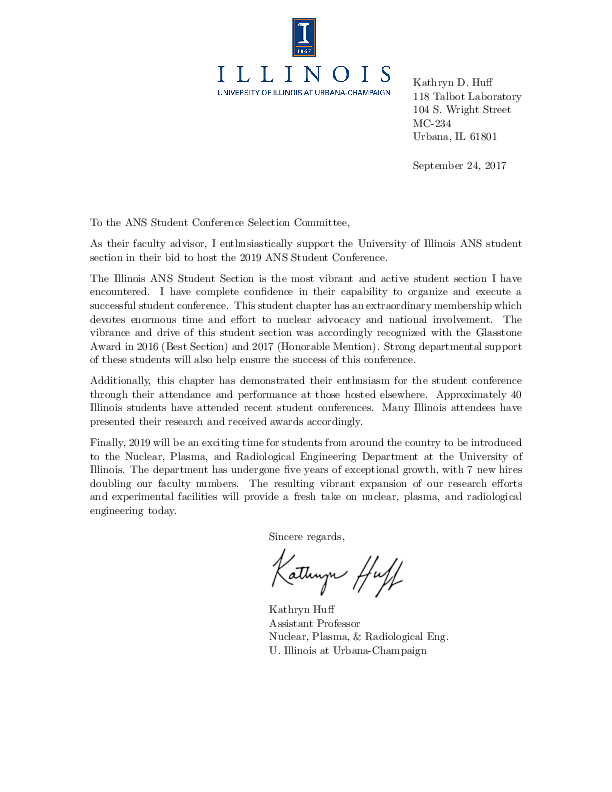 I
1867
ILLINOIS
UNIVERSITY OF ILLINOIS AT URBANA-CHAMPAIGN
Kathryn D. Huff
118 Talbot Laboratory
104 S. Wright Street
MC-234
Urbana, IL 61801
September 24, 2017
To the ANS Student Conference Selection Committee,
As their faculty advisor, I enthusiastically support the University of Illinois ANS student
section in their bid to host the 2019 ANS Student Conference.
The Illinois ANS Student Section is the most vibrant and active student section I have
encountered. I have complete confidence in their capability to organize and execute a
successful student conference. This student chapter has an extraordinary membership which
devotes enormous time and effort to nuclear advocacy and national involvement. The
vibrance and drive of this student section was accordingly recognized with the Glasstone
Award in 2016 (Best Section) and 2017 (Honorable Mention). Strong departmental support
of these students will also help ensure the success of this conference.
Additionally, this chapter has demonstrated their enthusiasm for the student conference
through their attendance and performance at those hosted elsewhere. Approximately 40
Illinois students have attended recent student conferences. Many Illinois attendees have
presented their research and received awards accordingly.
Finally, 2019 will be an exciting time for students from around the country to be introduced
to the Nuclear, Plasma, and Radiological Engineering Department at the University of
Illinois. The department has undergone five years of exceptional growth, with 7 new hires
doubling our faculty numbers. The resulting vibrant expansion of our research efforts
and experimental facilities will provide a fresh take on nuclear, plasma, and radiological
engineering today.
Sincere regards,
Kathryn Huff
Kathryn Huff
Assistant Professor
Nuclear, Plasma, & Radiological Eng.
U. Illinois at Urbana-Champaign